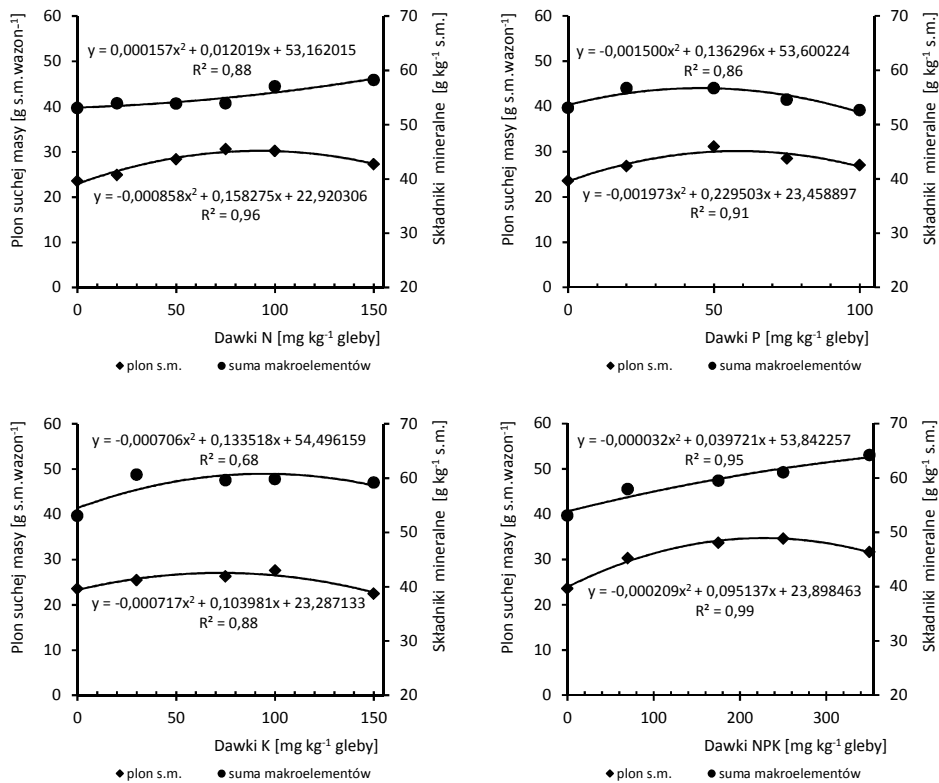 Plon suchej masy [g s.m.wazon⁻¹]
60
50
40
30
20
10
0
y = 0,000157x² + 0,012019x + 53,162015
R² = 0,88
y = -0,000858x² + 0,158275x + 22,920306
R² = 0,96
70
60
50
40
30
20
Składniki mineralne [g kg⁻¹ s.m.]
0 50 100 150
Dawki N [mg kg⁻¹ gleby]
plon s.m. suma makroelementów
Plon suchej masy [g s.m.wazon⁻¹]
60
50
40
30
20
10
0
y = -0,001500x² + 0,136296x + 53,600224
R² = 0,86
y = -0,001973x² + 0,229503x + 23,458897
R² = 0,91
70
60
50
40
30
20
Składniki mineralne [g kg⁻¹ s.m.]
0 50 100
Dawki P [mg kg⁻¹ gleby]
plon s.m. suma makroelementów
Plon suchej masy [g s.m.wazon⁻¹]
60
50
40
30
20
10
0
y = -0,000706x² + 0,133518x + 54,496159
R² = 0,68
y = -0,000717x² + 0,103981x + 23,287133
R² = 0,88
70
60
50
40
30
20
Składniki mineralne [g kg⁻¹ s.m.]
0 50 100 150
Dawki K [mg kg⁻¹ gleby]
plon s.m. suma makroelementów
Plon suchej masy [g s.m.wazon⁻¹]
60
50
40
30
20
10
0
y = -0,000032x² + 0,039721x + 53,842257
R² = 0,95
y = -0,000209x² + 0,095137x + 23,898463
R² = 0,99
70
60
50
40
30
20
Składniki mineralne [g kg⁻¹ s.m.]
0 100 200 300
Dawki NPK [mg kg⁻¹ gleby]
plon s.m. suma makroelementów